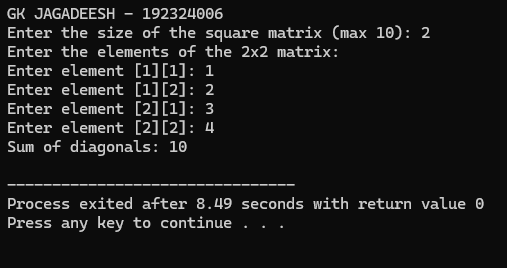 GK JAGADEESH - 192324006
Enter the size of the square matrix (max 10): 2
Enter the elements of the 2x2 matrix:
Enter element [1][1]: 1
Enter element [1][2]: 2
Enter element [2][1]: 3
Enter element [2][2]: 4
Sum of diagonals: 10
--------------------------------
Process exited after 8.49 seconds with return value 0
Press any key to continue . . .